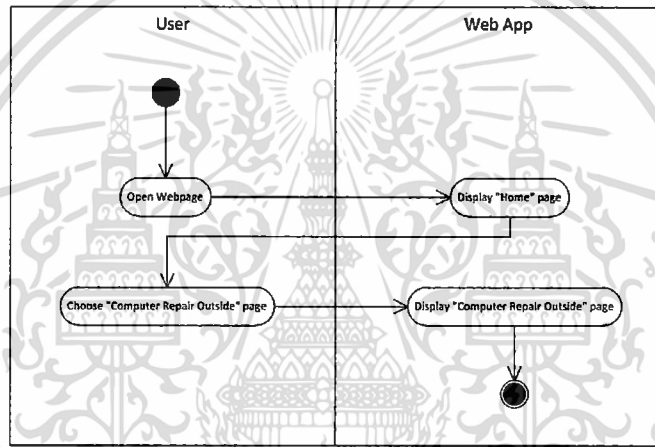 User
Web App
Open Webpage
Display "Home" page
Choose "Computer Repair Outside" page
Display "Computer Repair Outside" page